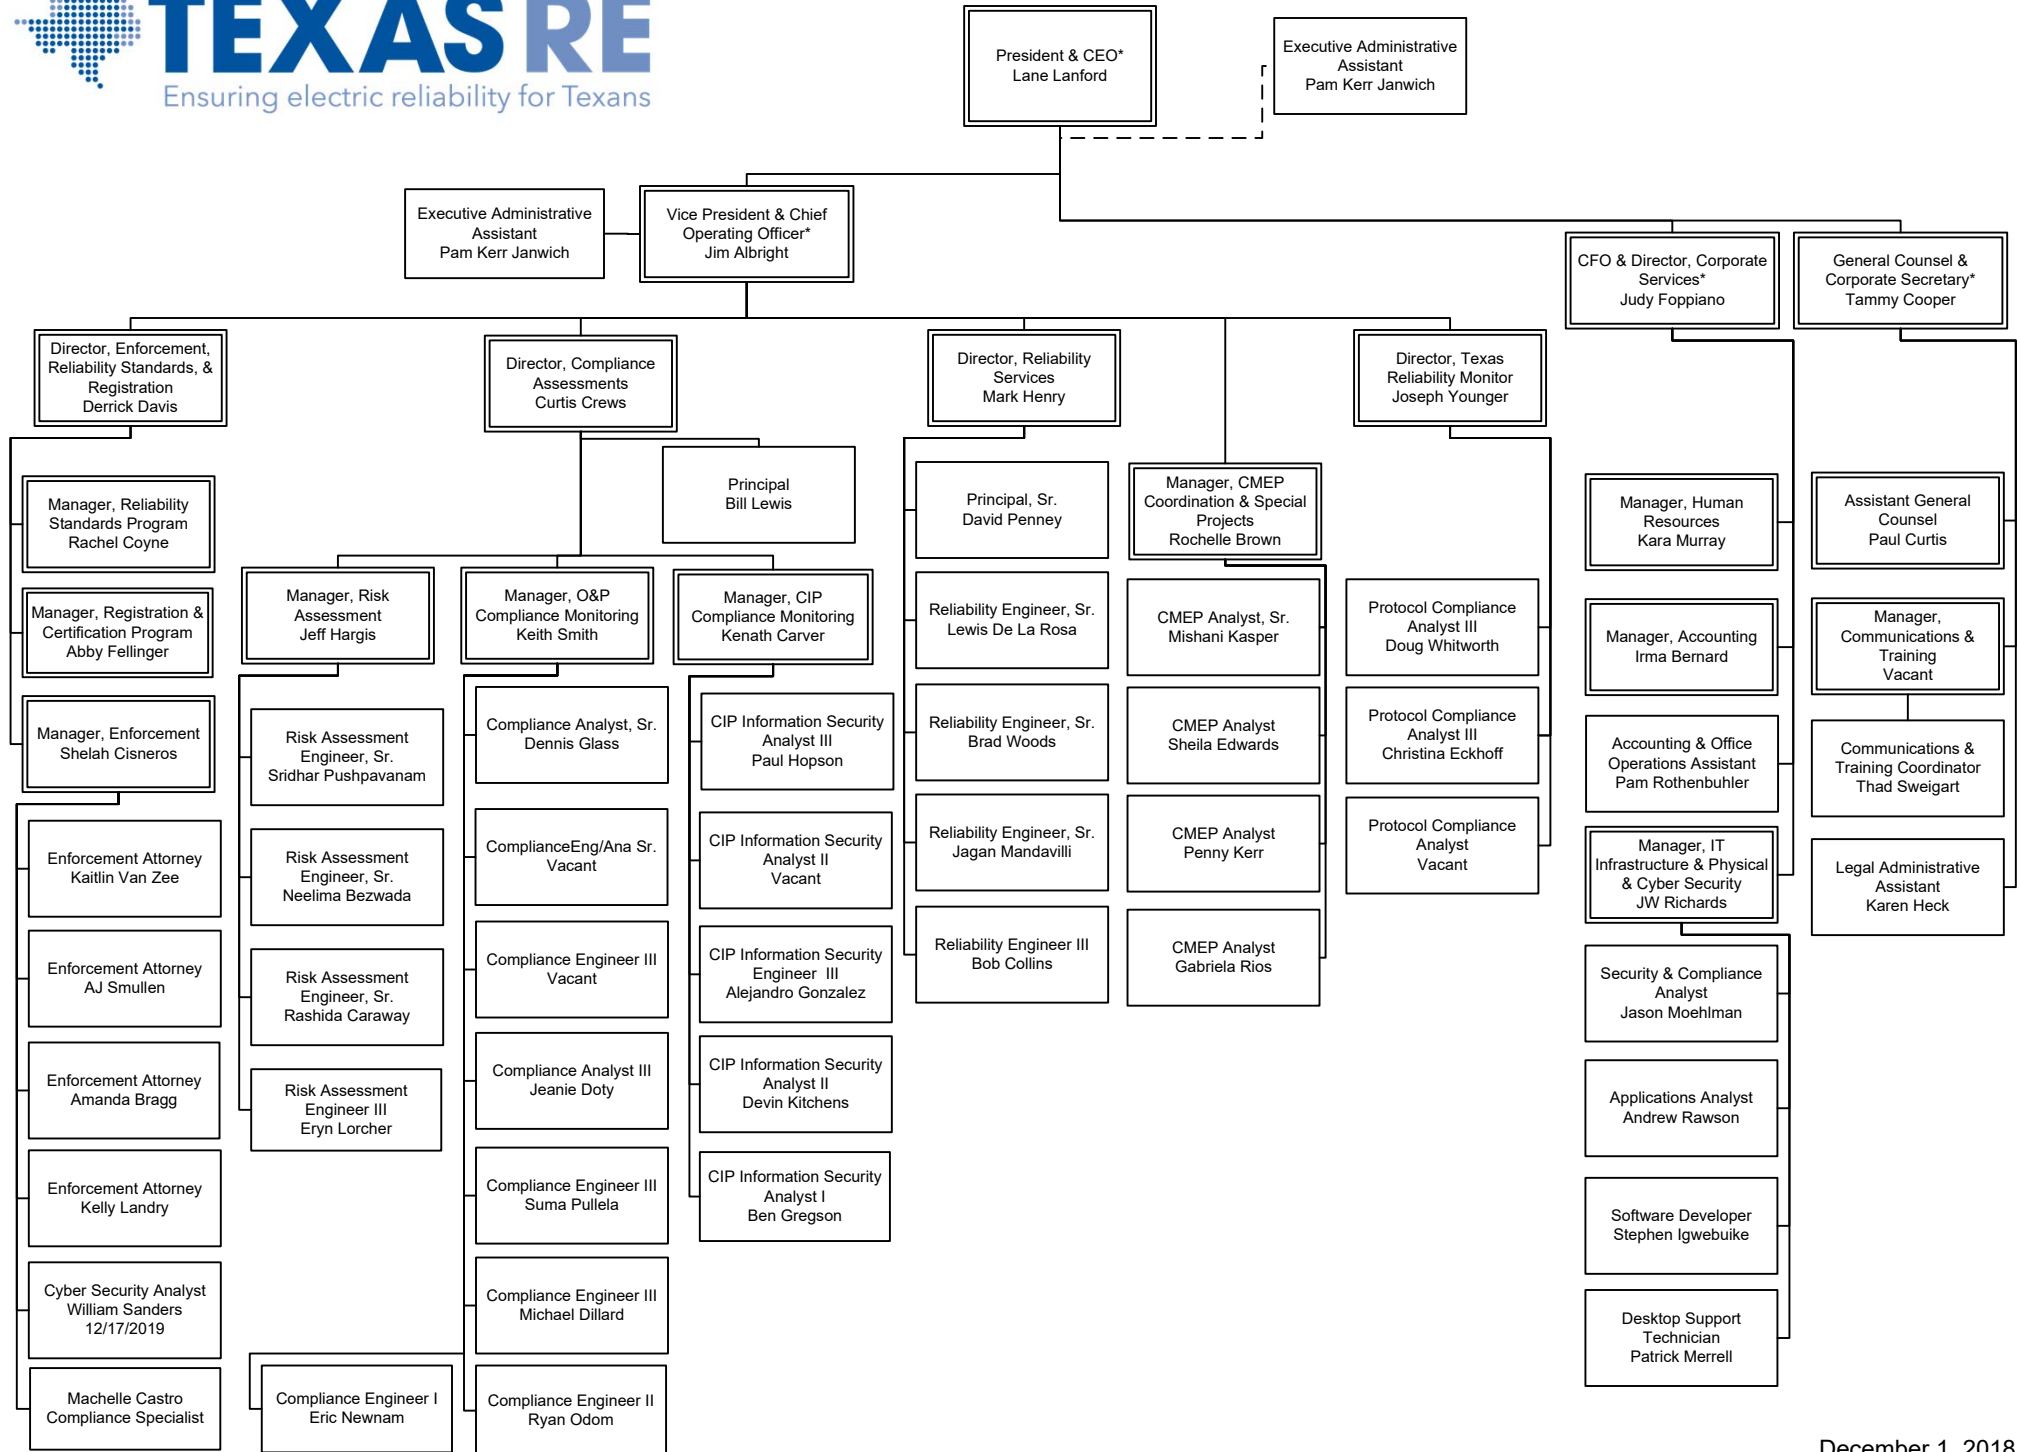 TEXAS RE
Ensuring electric reliability for Texans
President & CEO*
Lane Lanford
Executive Administrative
Assistant
Pam Kerr Janwich
Executive Administrative
Assistant
Pam Kerr Janwich
Vice President & Chief
Operating Officer*
Jim Albright
CFO & Director, Corporate
Services*
Judy Foppiano
General Counsel &
Corporate Secretary*
Tammy Cooper
Director, Enforcement,
Reliability Standards, &
Registration
Derrick Davis
Director, Compliance
Assessments
Curtis Crews
Director, Reliability
Services
Mark Henry
Director, Texas
Reliability Monitor
Joseph Younger
Manager, Reliability
Standards Program
Rachel Coyne
Manager, Registration &
Certification Program
Abby Fellinger
Manager, Enforcement
Shelah Cisneros
Enforcement Attorney
Kaitlin Van Zee
Enforcement Attorney
AJ Smullen
Enforcement Attorney
Amanda Bragg
Enforcement Attorney
Kelly Landry
Cyber Security Analyst
William Sanders
12/17/2019
Machelle Castro
Compliance Specialist
Principal
Bill Lewis
Manager, Risk
Assessment
Jeff Hargis
Risk Assessment
Engineer, Sr.
Sridhar Pushpavanam
Risk Assessment
Engineer, Sr.
Neelima Bezwada
Risk Assessment
Engineer, Sr.
Rashida Caraway
Risk Assessment
Engineer III
Eryn Lorcher
Manager, O&P
Compliance Monitoring
Keith Smith
Compliance Analyst, Sr.
Dennis Glass
ComplianceEng/Ana Sr.
Vacant
Compliance Engineer III
Vacant
Compliance Analyst III
Jeanie Doty
Compliance Engineer III
Suma Pullela
Compliance Engineer III
Michael Dillard
Compliance Engineer I
Eric Newnam
Compliance Engineer II
Ryan Odom
Manager, CIP
Compliance Monitoring
Kenath Carver
CIP Information Security
Analyst III
Paul Hopson
CIP Information Security
Analyst II
Vacant
CIP Information Security
Engineer III
Alejandro Gonzalez
CIP Information Security
Analyst II
Devin Kitchens
CIP Information Security
Analyst I
Ben Gregson
Principal, Sr.
David Penney
Reliability Engineer, Sr.
Lewis De La Rosa
Reliability Engineer, Sr.
Brad Woods
Reliability Engineer, Sr.
Jagan Mandavilli
Reliability Engineer III
Bob Collins
Manager, CMEP
Coordination & Special
Projects
Rochelle Brown
CMEP Analyst, Sr.
Mishani Kasper
CMEP Analyst
Sheila Edwards
CMEP Analyst
Penny Kerr
CMEP Analyst
Gabriela Rios
Protocol Compliance
Analyst III
Doug Whitworth
Protocol Compliance
Analyst III
Christina Eckhoff
Protocol Compliance
Analyst
Vacant
Manager, Human
Resources
Kara Murray
Manager, Accounting
Irma Bernard
Accounting & Office
Operations Assistant
Pam Rothenbuhler
Manager, IT
Infrastructure & Physical
& Cyber Security
JW Richards
Security & Compliance
Analyst
Jason Moehlman
Applications Analyst
Andrew Rawson
Software Developer
Stephen Igwebuike
Desktop Support
Technician
Patrick Merrell
Assistant General
Counsel
Paul Curtis
Manager,
Communications &
Training
Vacant
Communications &
Training Coordinator
Thad Sweigart
Legal Administrative
Assistant
Karen Heck
December 1, 2018